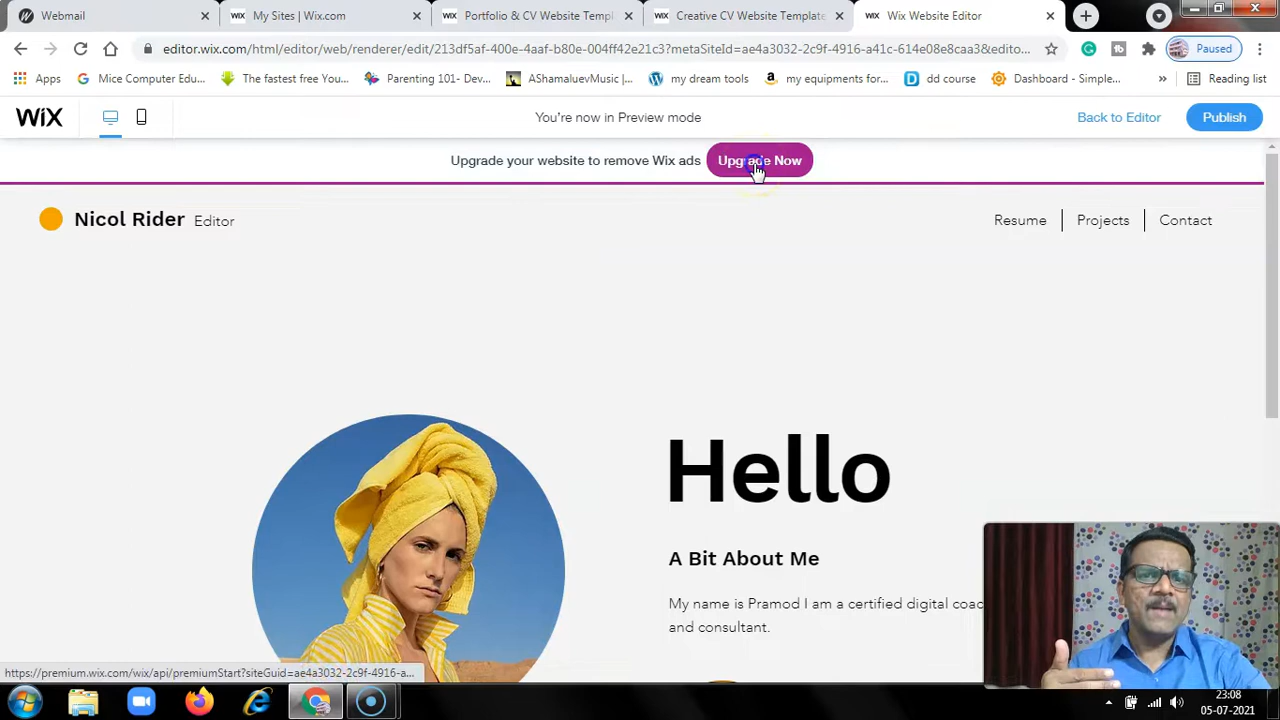 Webmail
WiX My Sites | Wix.com
WiX Portfolio & CV Website Templ
WiX Creative CV Website Template
WiX Wix Website Editor
editor.wix.com/html/editor/web/renderer/edit/213df5af-400e-4aaf-b80e-004ff42e21c3?metaSiteId=ae4a3032-2c9f-4916-a41c-614e08e8caa3&edito...
Paused
Apps
Mice Computer Edu...
The fastest free You...
Parenting 101- Dev...
AShamaluevMusic |...
my dream tools
my equipments for...
dd course
Dashboard - Simple...
»
Reading list
WiX
You're now in Preview mode
Back to Editor
Publish
Upgrade your website to remove Wix ads
Upgrade Now
Nicol Rider Editor
Resume
Projects
Contact
Hello
A Bit About Me
My name is Pramod I am a certified digital coa
and consultant.
https://premium.wix.com/wix/api/premiumStart?siteGuid=ae4a3032-2c9f-4916-a...
23:08
05-07-2021